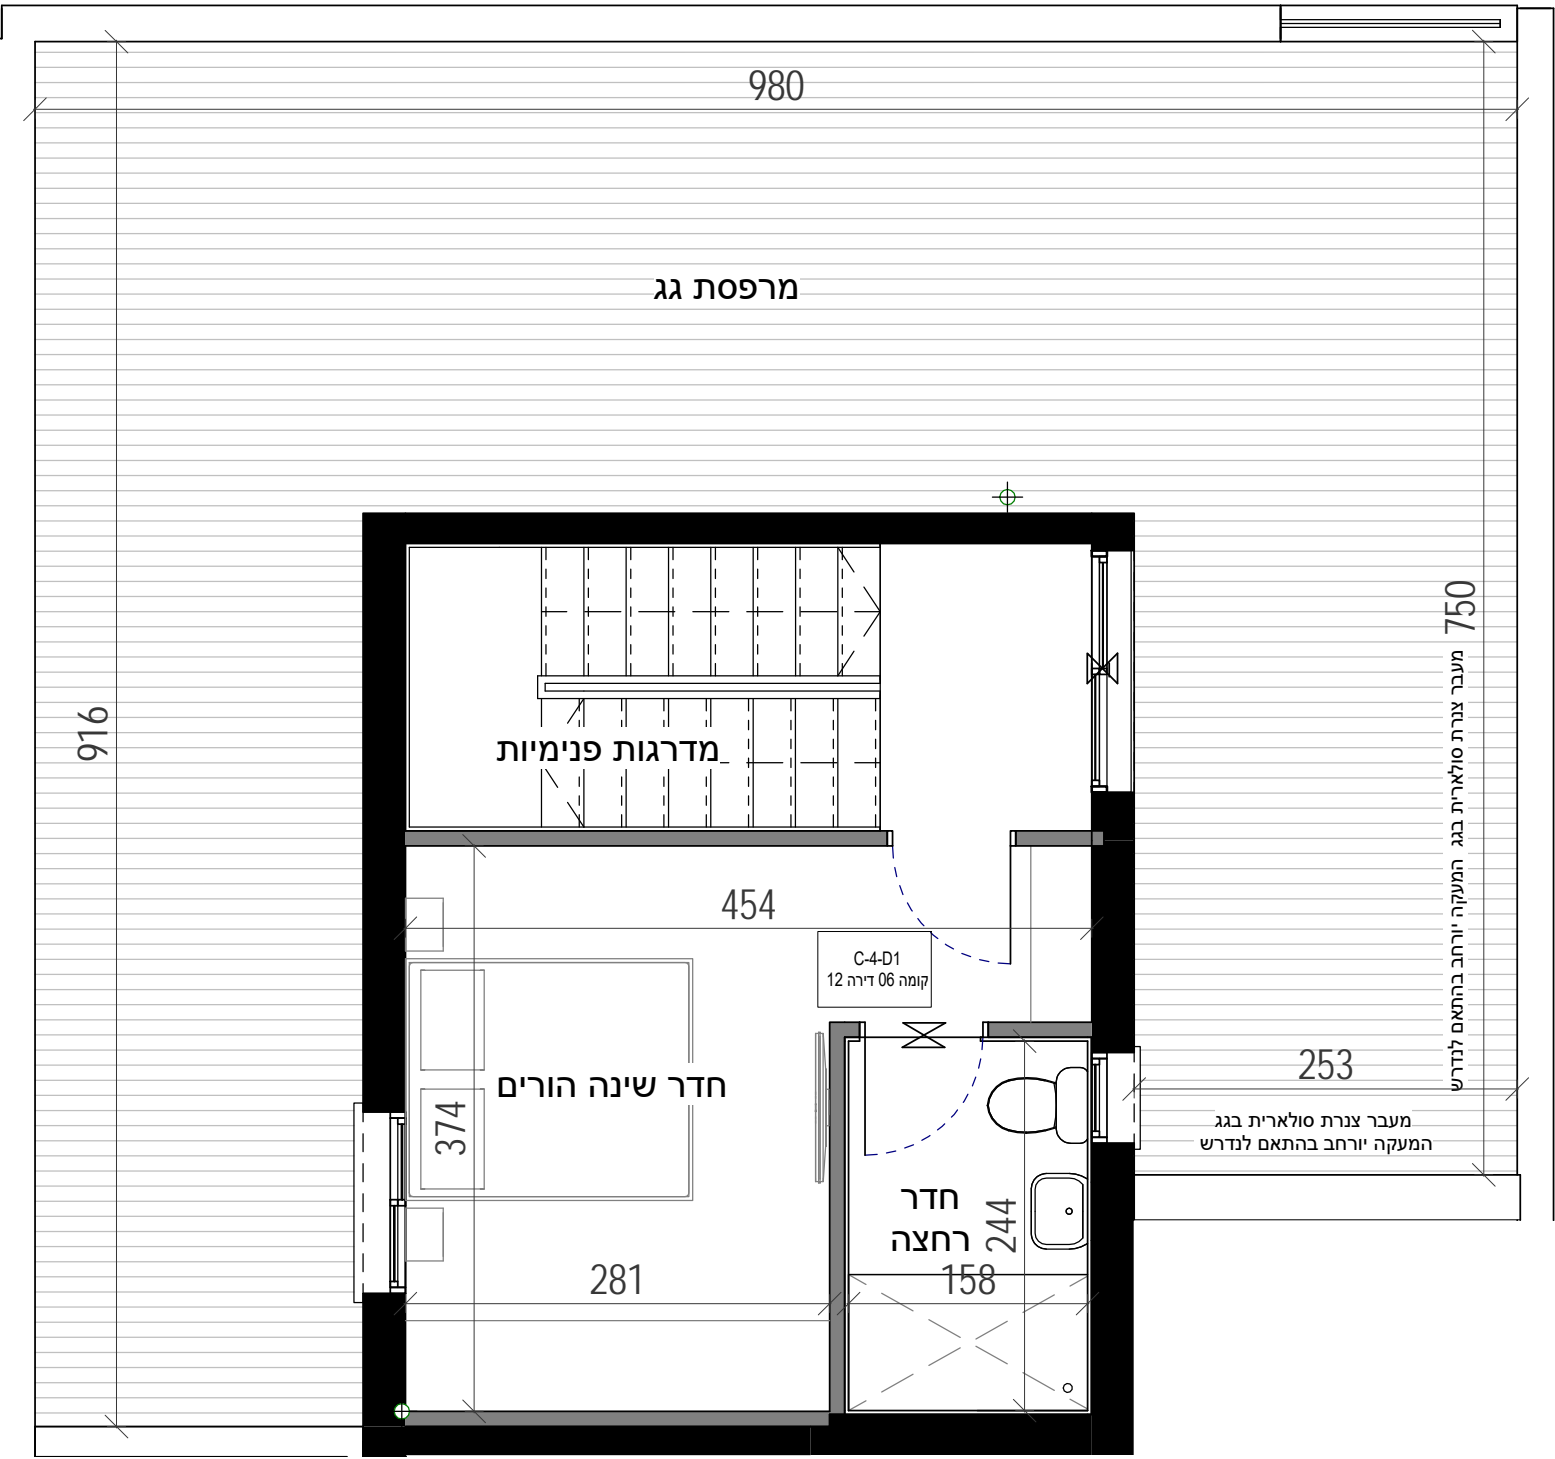 980
מרפסת גג
916
750
מעבר צנרת סולארית בגג המעקה יורחב בהתאם לנדרש
מדרגות פנימיות
454
C-4-D1
קומה 06 דירה 12
253
מעבר צנרת סולארית בגג
המעקה יורחב בהתאם לנדרש
חדר שינה הורים
374
חדר
רחצה
244
281
158